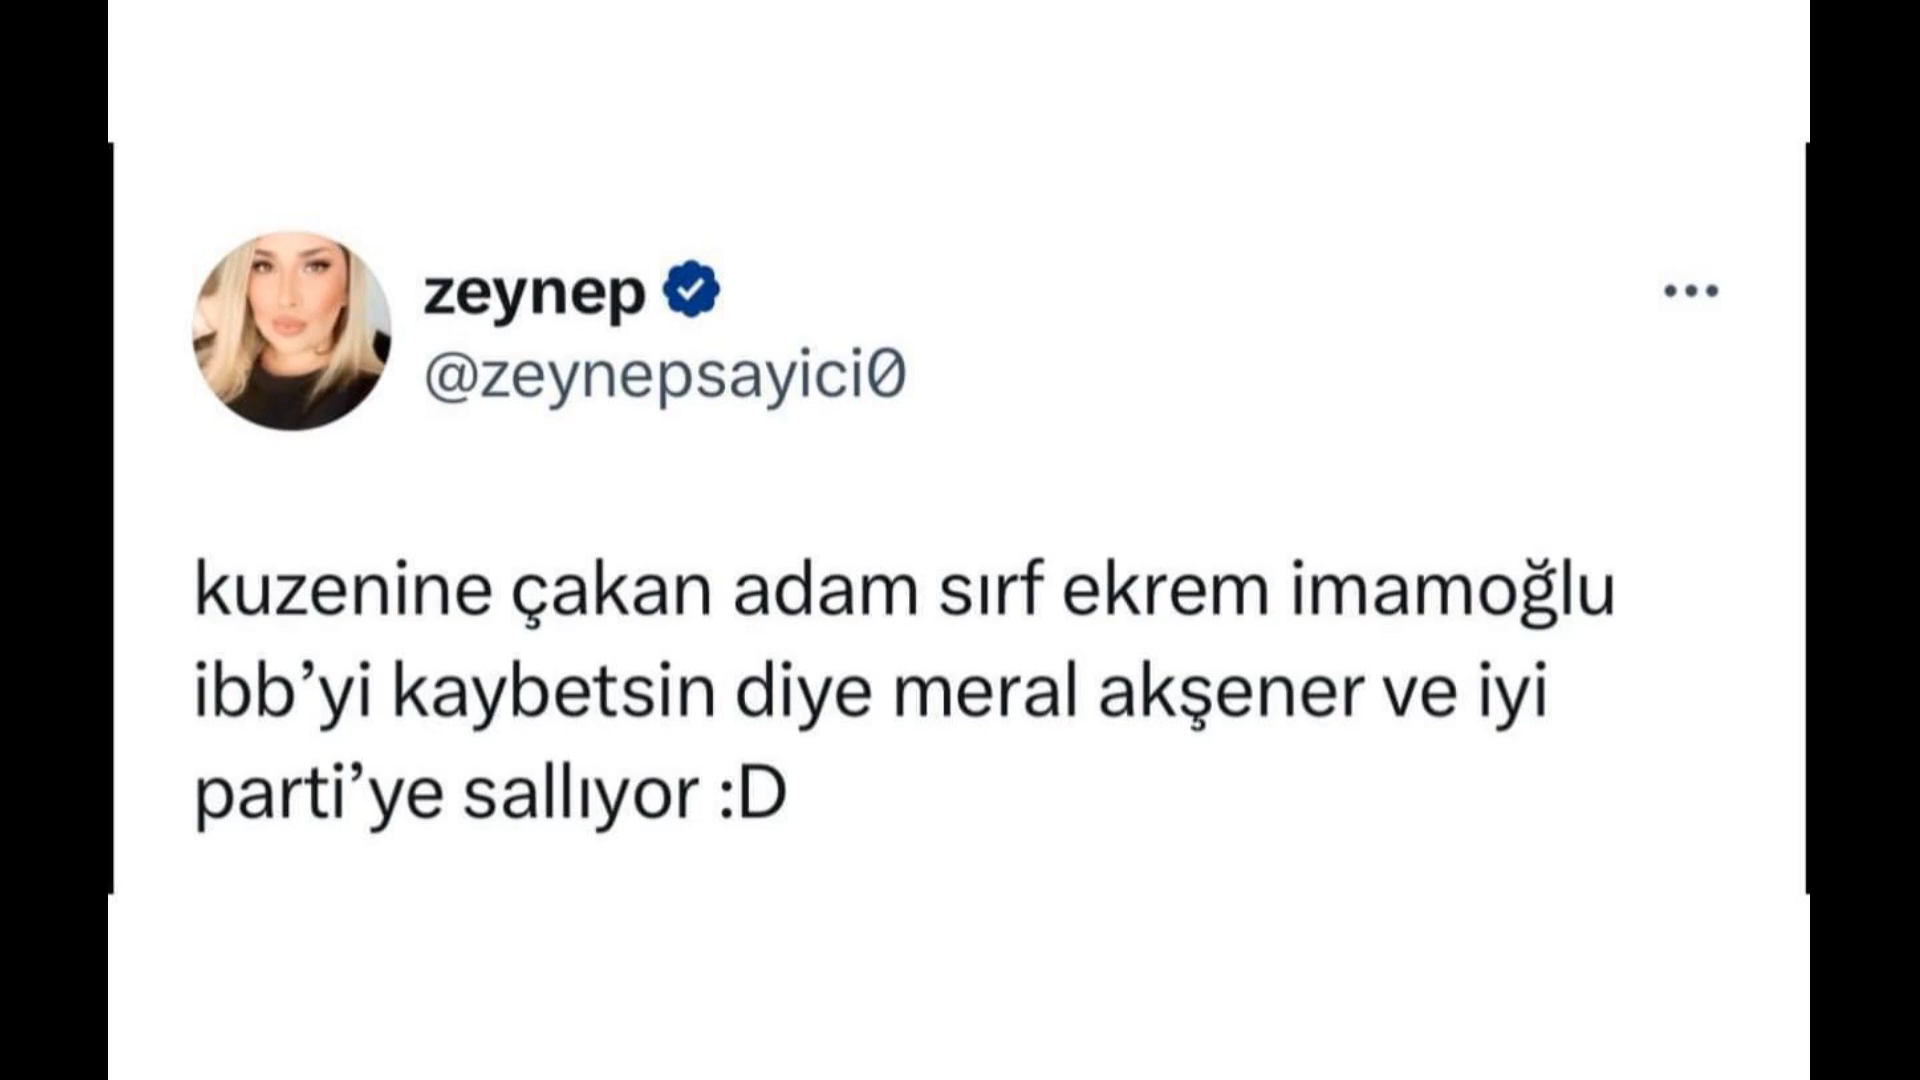 zeynep
@zeynepsayici0
kuzenine çakan adam sırf ekrem imamoğlu
ibb’yi kaybetsin diye meral akşener ve iyi
parti’ye sallıyor :D